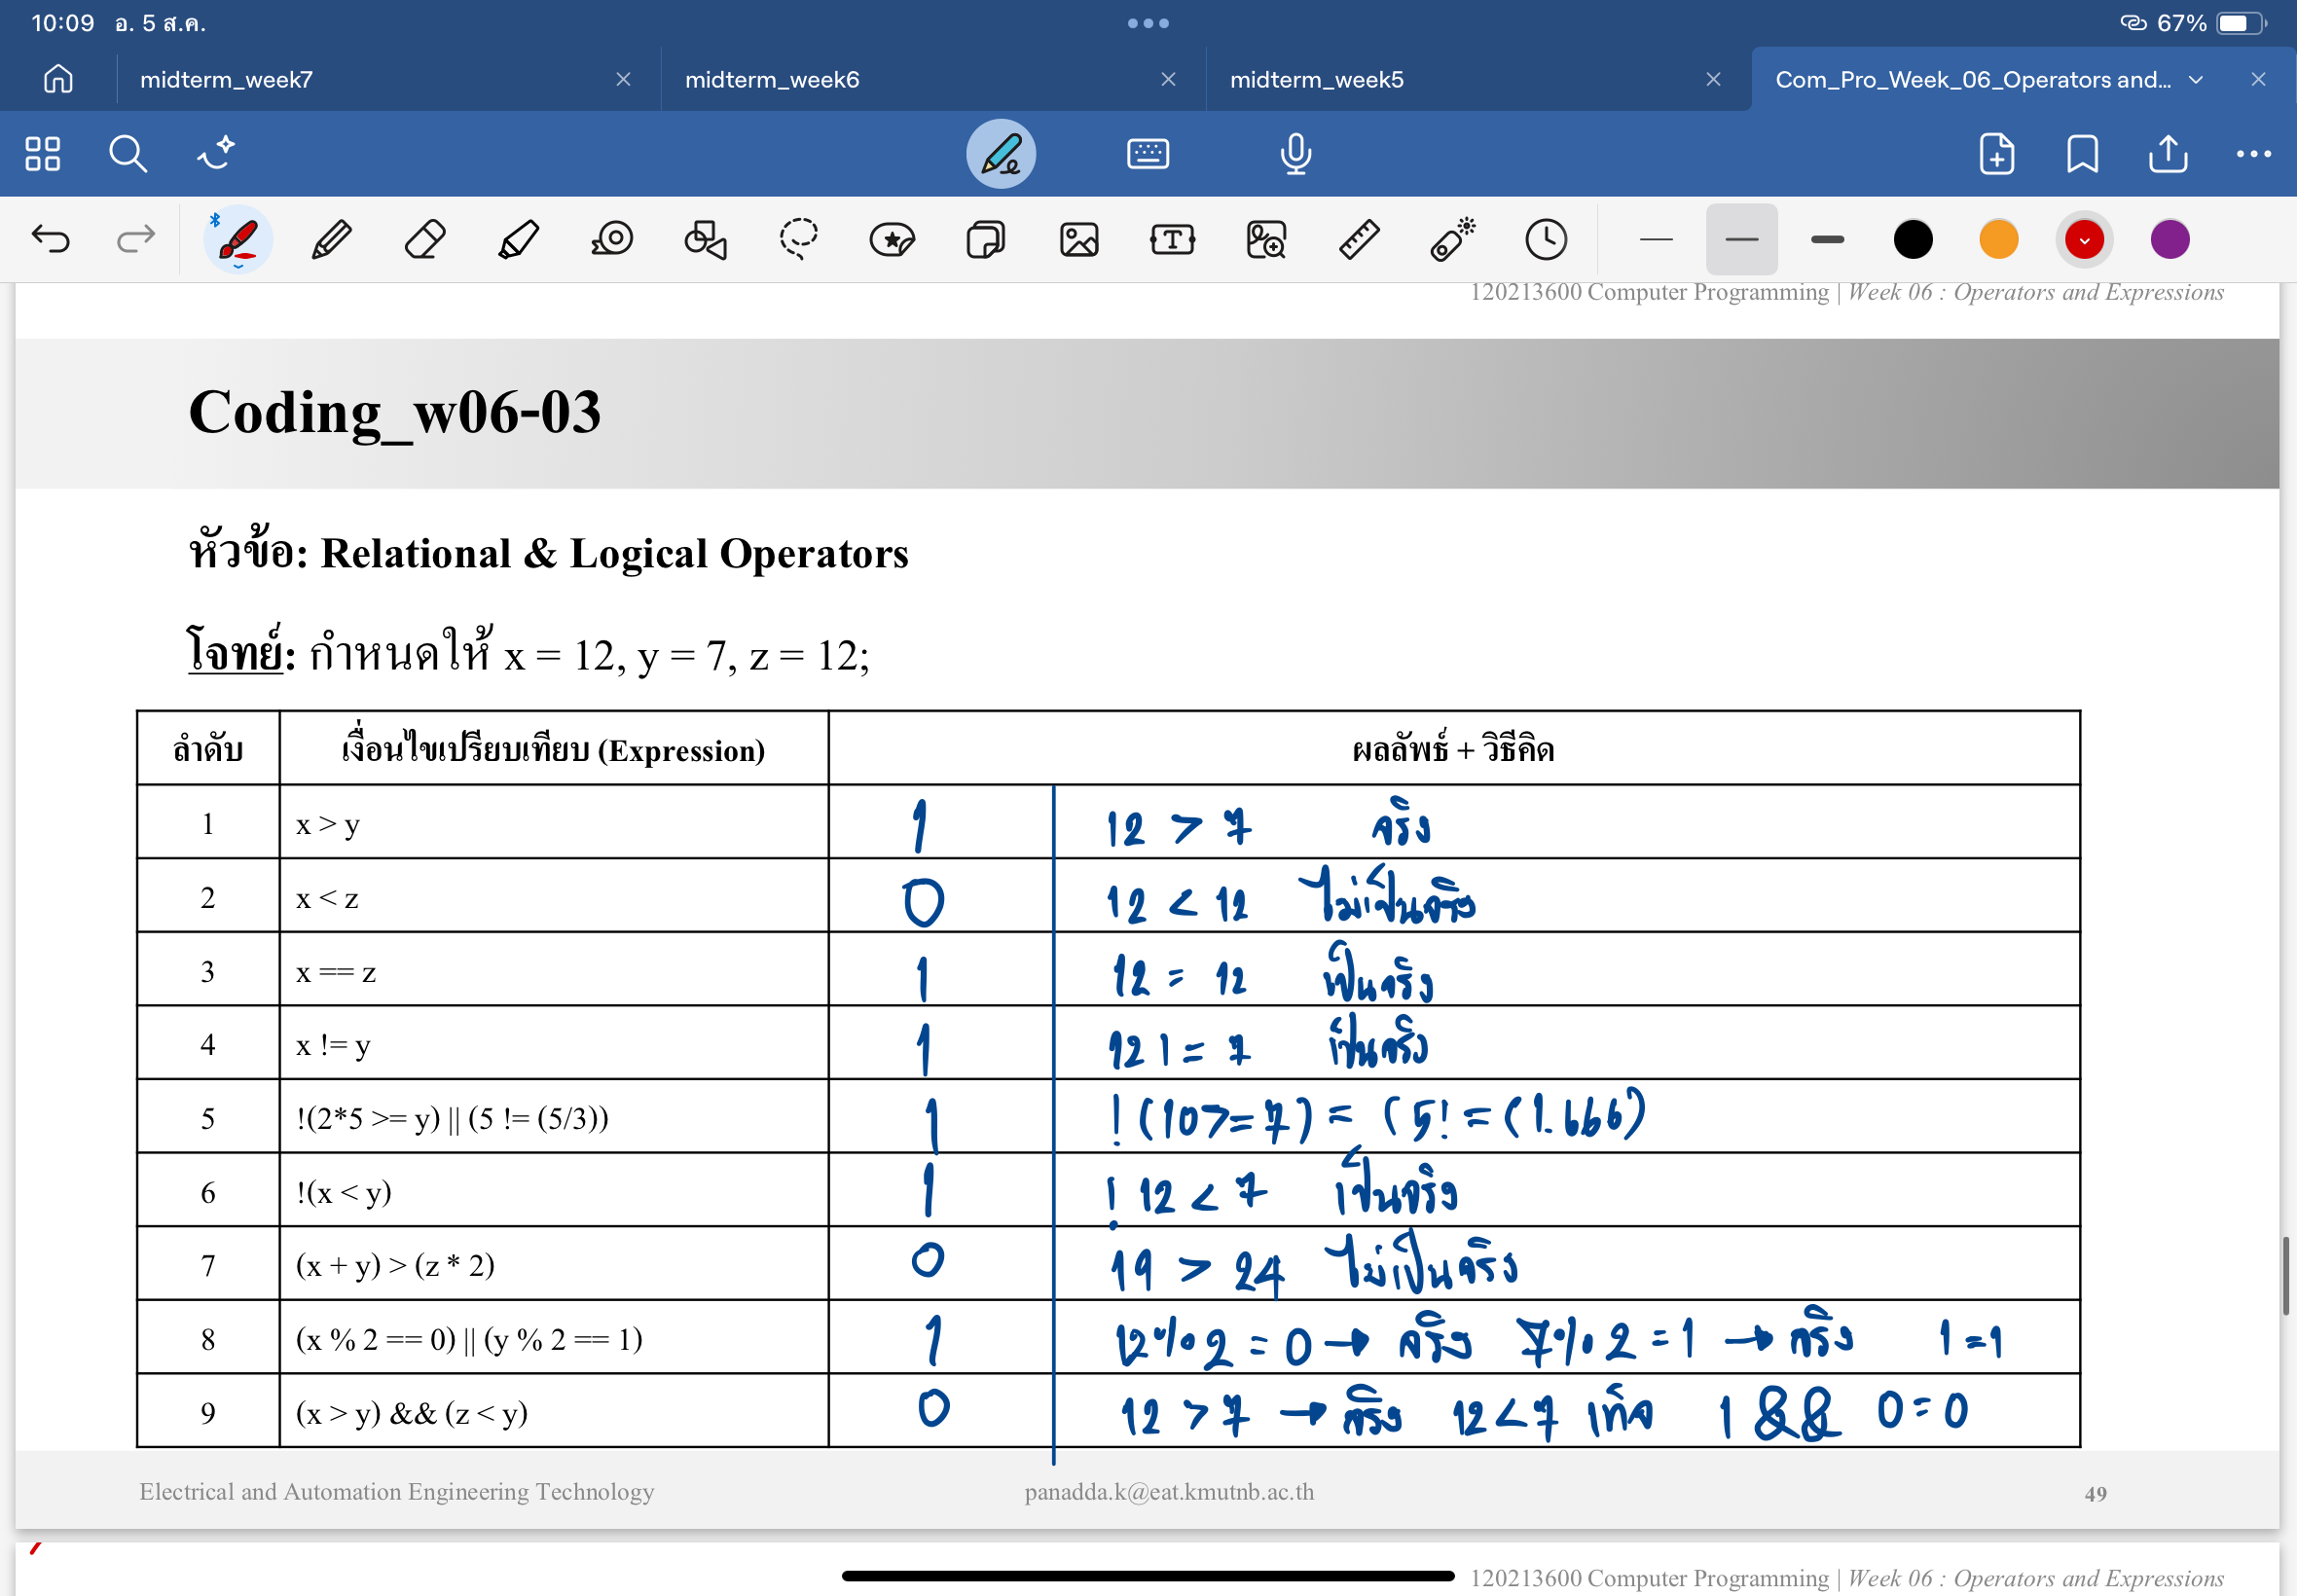 10:09 อ. 5 ส.ค. 67%
midterm_week7 midterm_week6 midterm_week5 Com_Pro_Week_06_Operators and...
120213600 Computer Programming | Week 06 : Operators and Expressions
Coding_w06-03
หัวข้อ: Relational & Logical Operators
โจทย์: กำหนดให้ x = 12, y = 7, z = 12;
ลำดับ เงื่อนไขเปรียบเทียบ (Expression) ผลลัพธ์ + วิธีคิด
1 x > y 1 12 > 7 จริง
2 x < z 0 12 < 12 ไม่เป็นจริง
3 x == z 1 12 = 12 เป็นจริง
4 x != y 1 12 != 7 เป็นจริง
5 !(2*5 >= y) || (5 != (5/3)) 1 !(10>=7) = (5!=(1.666)
6 !(x < y) 1 ! 12 < 7 เป็นจริง
7 (x + y) > (z * 2) 0 19 > 24 ไม่เป็นจริง
8 (x % 2 == 0) || (y % 2 == 1) 1 12%2 = 0 → จริง 7%2 = 1 → จริง 1=1
9 (x > y) && (z < y) 0 12 > 7 → จริง 12<7 เท็จ 1 && 0=0
Electrical and Automation Engineering Technology panadda.k@eat.kmutnb.ac.th 49
120213600 Computer Programming | Week 06 : Operators and Expressions